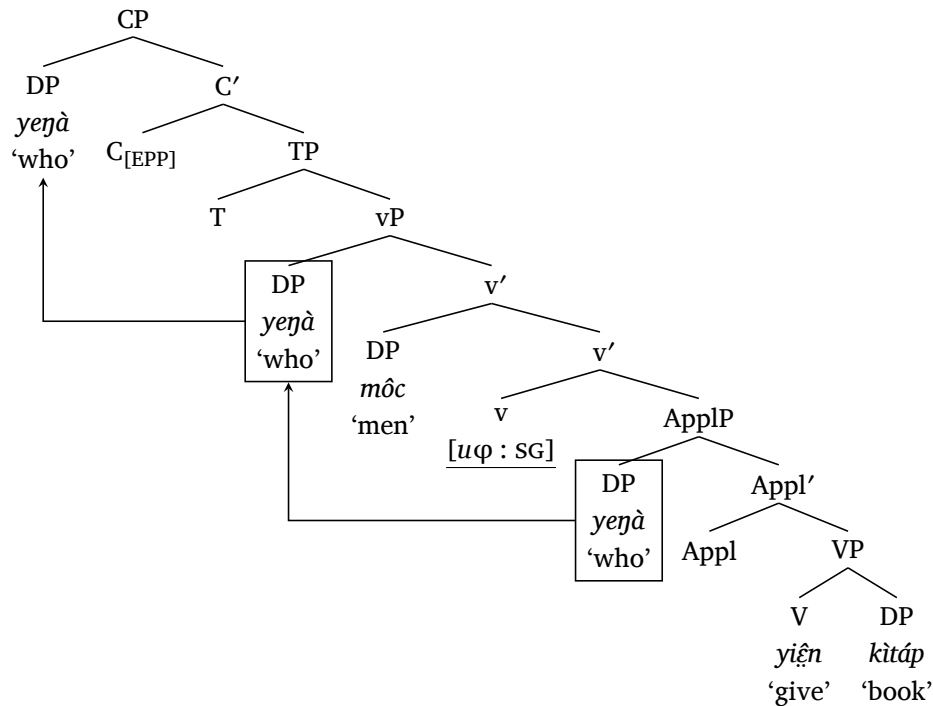 CP
DP C′
yeŋà
‘who’ C[EPP] TP
T vP
DP v′
yeŋà
‘who’ DP v′
môc
‘men’ v ApplP
[uφ : SG] DP Appl′
yeŋà
‘who’ Appl VP
V DP
yiɛ̤̂n kìtáp
‘give’ ‘book’